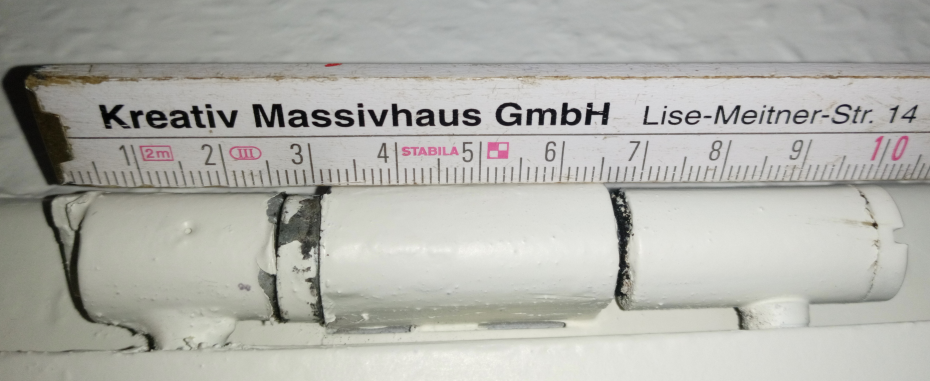 Kreativ Massivhaus GmbH Lise-Meitner-Str. 14
1 2m 2 III 3 4 STABILA 5 6 7 8 9 10